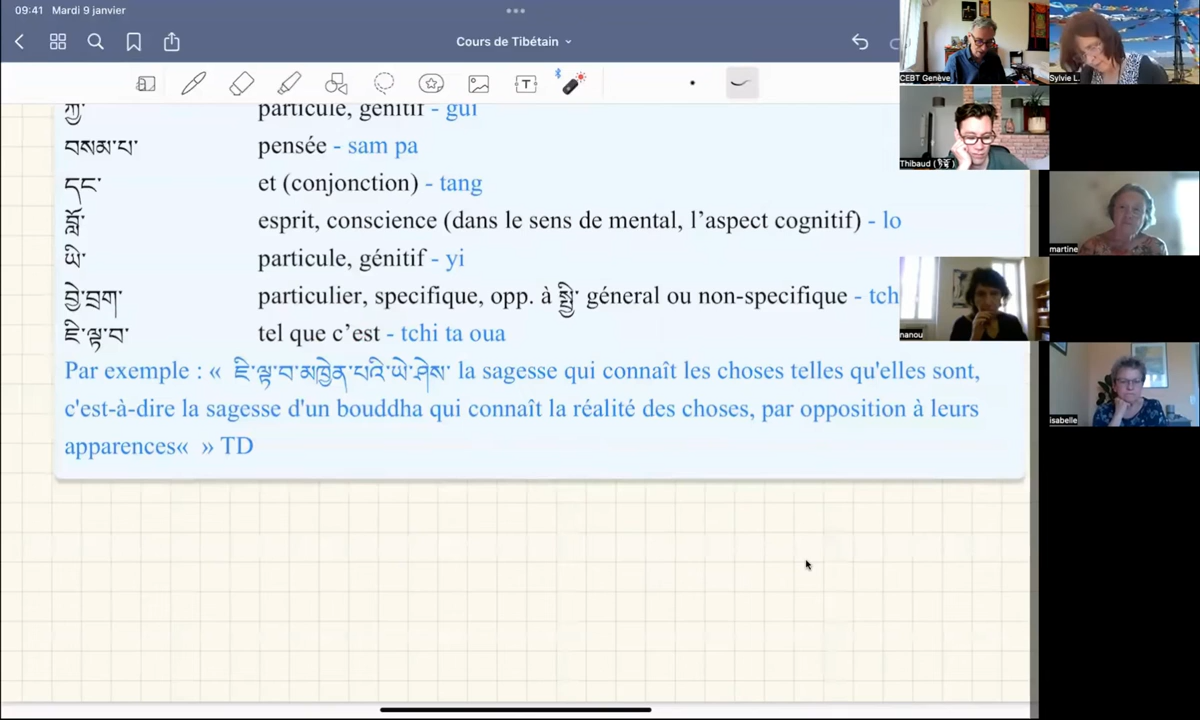 09:41 Mardi 9 janvier
Cours de Tibétain
particule, génitif - gui
བསམ་པ་ pensée - sam pa
དང་ et (conjonction) - tang
བློ་ esprit, conscience (dans le sens de mental, l’aspect cognitif) - lo
ཡི་ particule, génitif - yi
བྱེ་བྲག་ particulier, specifique, opp. à སྤྱི་ géneral ou non-specifique - tch
ཇི་ལྟ་བ་ tel que c’est - tchi ta oua
Par exemple : « ཇི་ལྟ་བ་མཁྱེན་པའི་ཡེ་ཤེས་ la sagesse qui connaît les choses telles qu'elles sont,
c'est-à-dire la sagesse d'un bouddha qui connaît la réalité des choses, par opposition à leurs
apparences« » TD
CEBT Genève
Sylvie L.
Thibaud
martine
nanou
isabelle